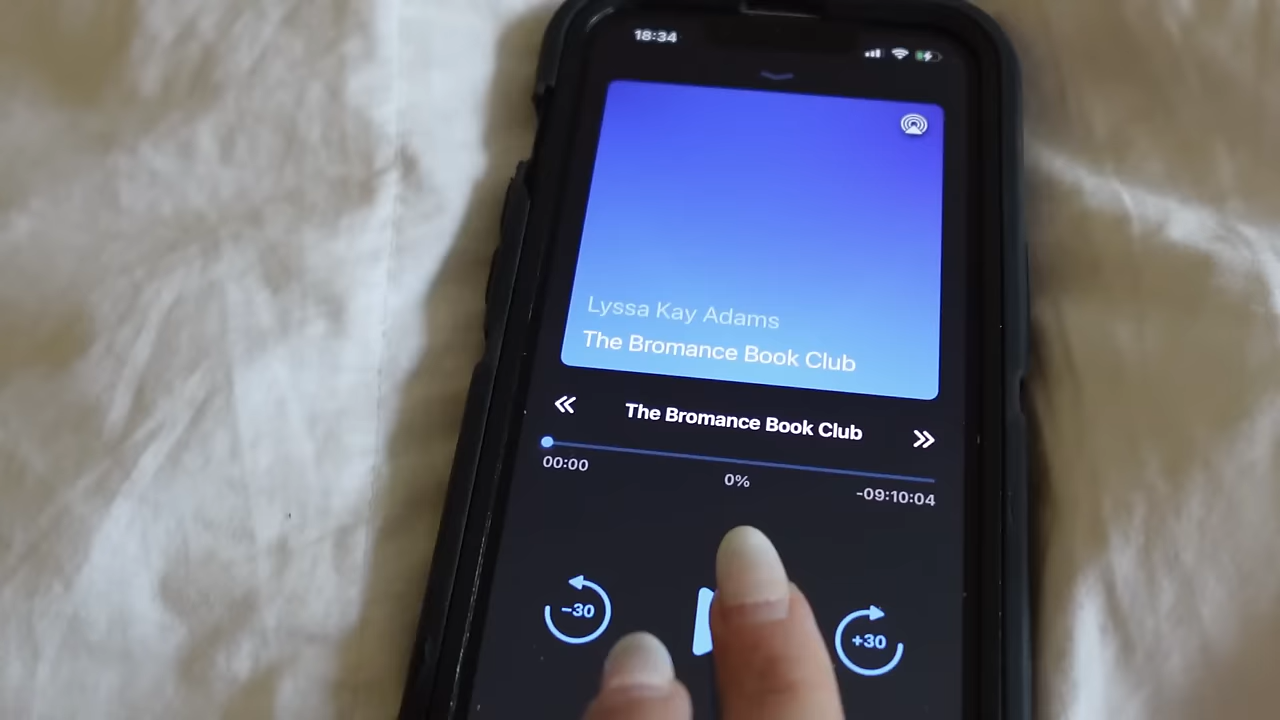 18:34
Lyssa Kay Adams
The Bromance Book Club
The Bromance Book Club
00:00
0%
-09:10:04
-30
+30